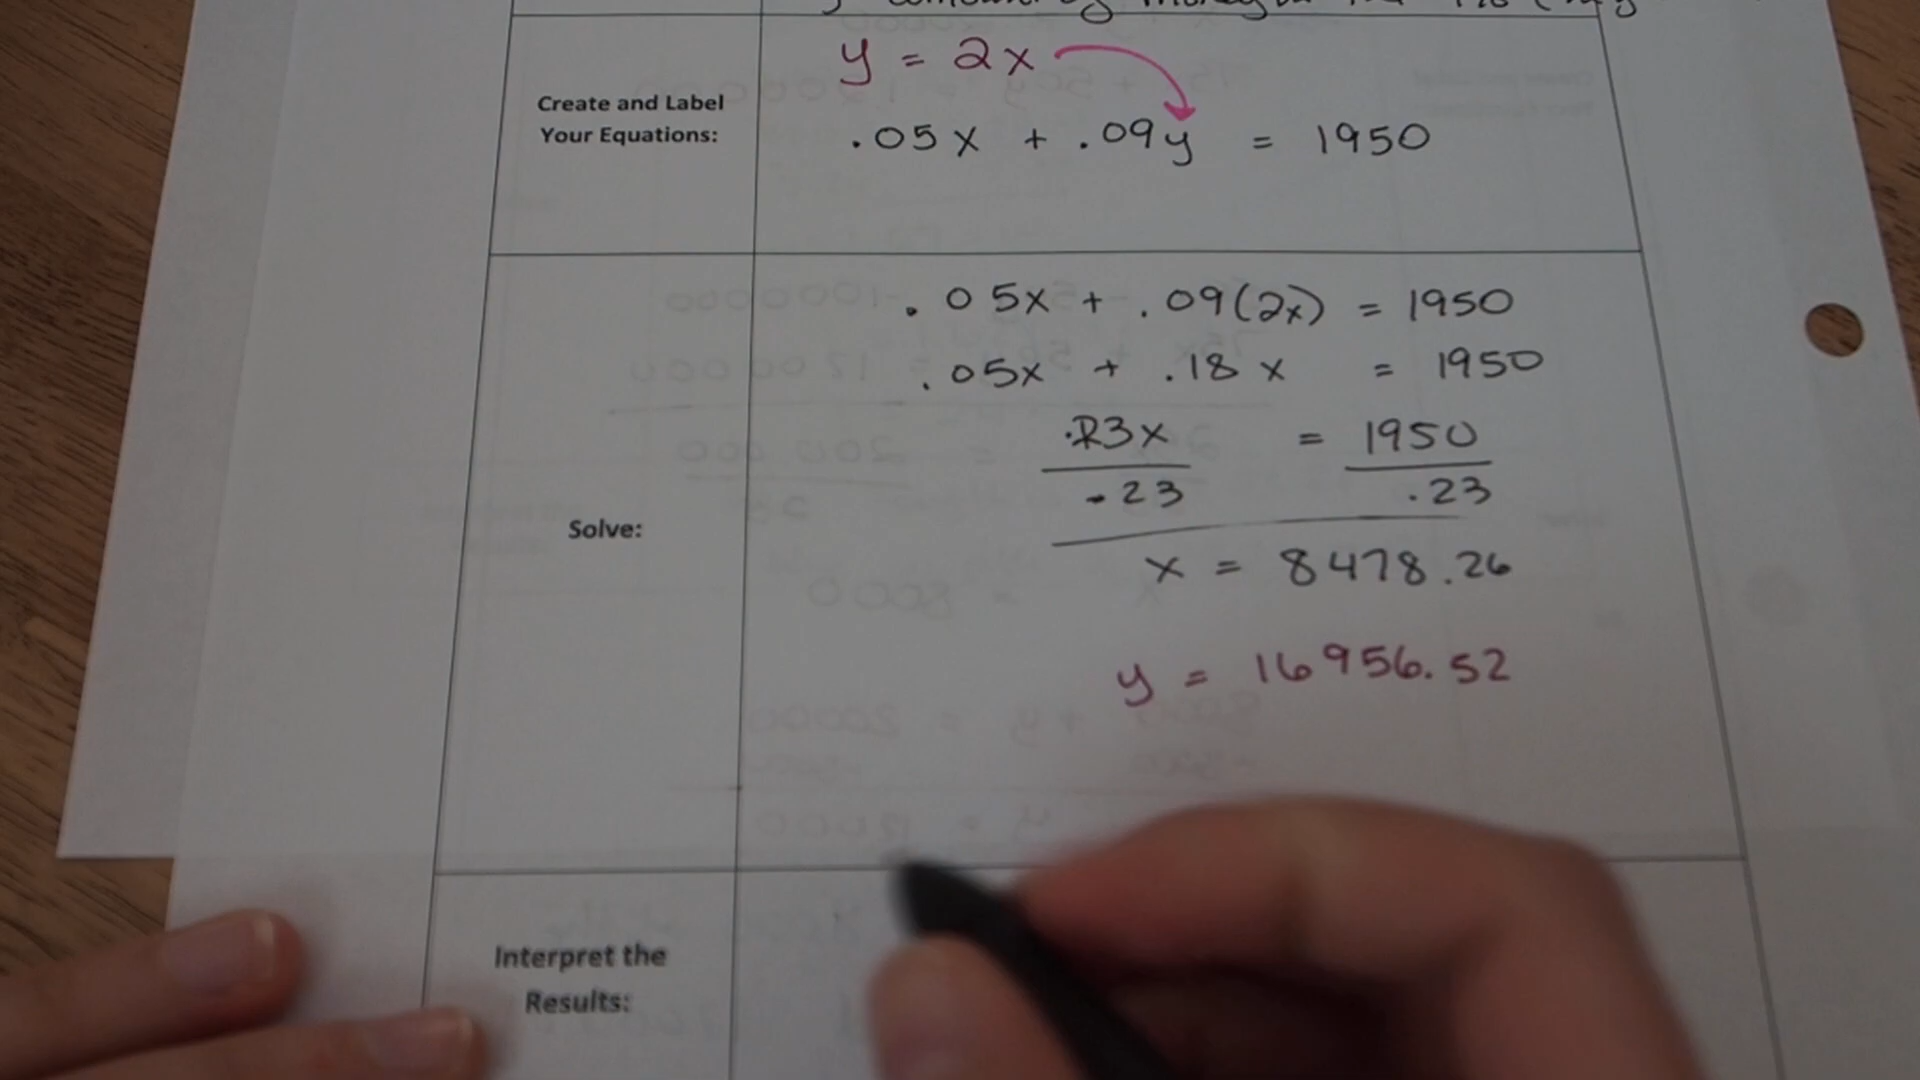 y = 2x
Create and Label
Your Equations:
.05x + .09y = 1950
.05x + .09(2x) = 1950
.05x + .18x = 1950
.23x = 1950
.23 .23
Solve:
x = 8478.26
y = 16956.52
Interpret the
Results: